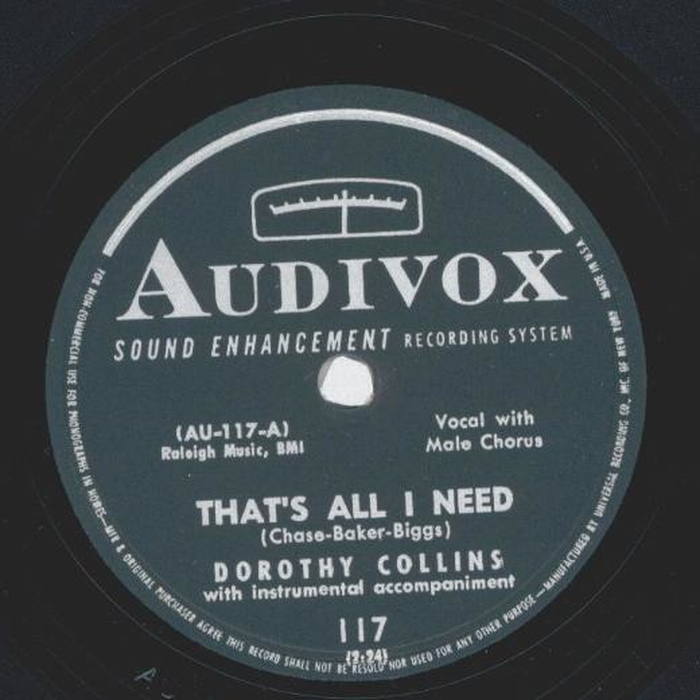 AUDIVOX
SOUND ENHANCEMENT RECORDING SYSTEM
(AU-117-A)
Raleigh Music, BMI
Vocal with
Male Chorus
THAT'S ALL I NEED
(Chase-Baker-Biggs)
DOROTHY COLLINS
with instrumental accompaniment
117
(2:24)
FOR NON-COMMERCIAL USE FOR PHONOGRAPHS IN HOMES—MFR & ORIGINAL PURCHASER AGREE THIS RECORD SHALL NOT BE RESOLD NOR USED FOR ANY OTHER PURPOSE—MANUFACTURED BY UNIVERSAL RECORDING CO., INC. OF NEW YORK MADE IN U.S.A.